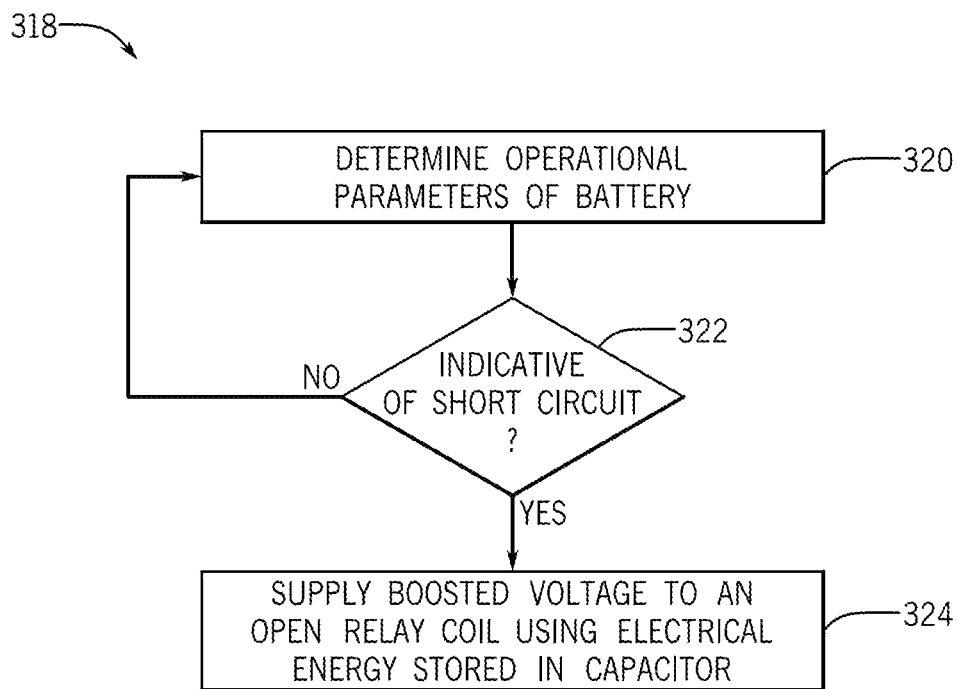 318
DETERMINE OPERATIONAL
PARAMETERS OF BATTERY
320
INDICATIVE
OF SHORT CIRCUIT
?
322
NO
YES
SUPPLY BOOSTED VOLTAGE TO AN
OPEN RELAY COIL USING ELECTRICAL
ENERGY STORED IN CAPACITOR
324